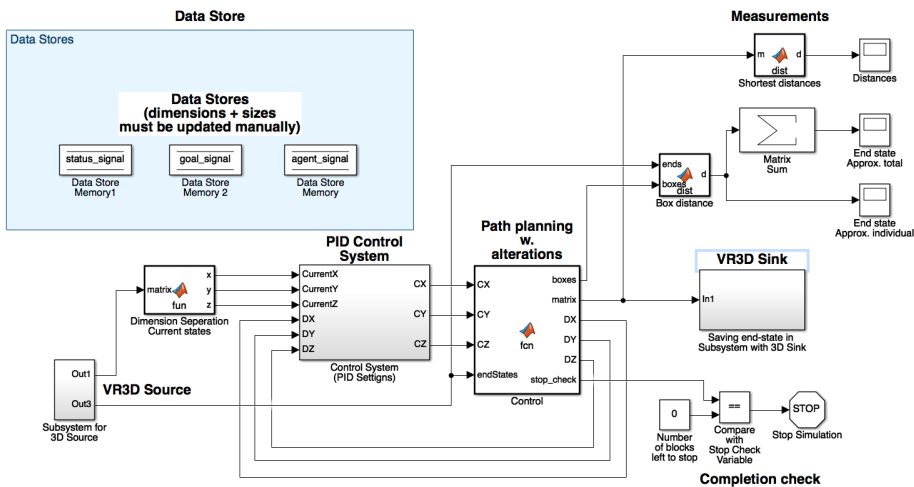 Data Store
Data Stores
Data Stores
(dimensions + sizes
must be updated manually)
status_signal
goal_signal
agent_signal
Data Store
Memory1
Data Store
Memory 2
Data Store
Memory
Measurements
m
d
dist
Shortest distances
Distances
Matrix
Sum
End state
Approx. total
ends
boxes
d
dist
Box distance
End state
Approx. individual
PID Control
System
Path planning
w.
alterations
VR3D Sink
matrix
x
y
z
fun
Dimension Seperation
Current states
CurrentX
CurrentY
CurrentZ
DX
DY
DZ
CX
CY
CZ
Control System
(PID Settigns)
CX
CY
CZ
endStates
fcn
boxes
matrix
DX
DY
DZ
stop_check
Control
In1
Saving end-state in
Subsystem with 3D Sink
Out1
Out3
VR3D Source
Subsystem for
3D Source
0
Number
of blocks
left to stop
==
Compare
with
Stop Check
Variable
STOP
Stop Simulation
Completion check